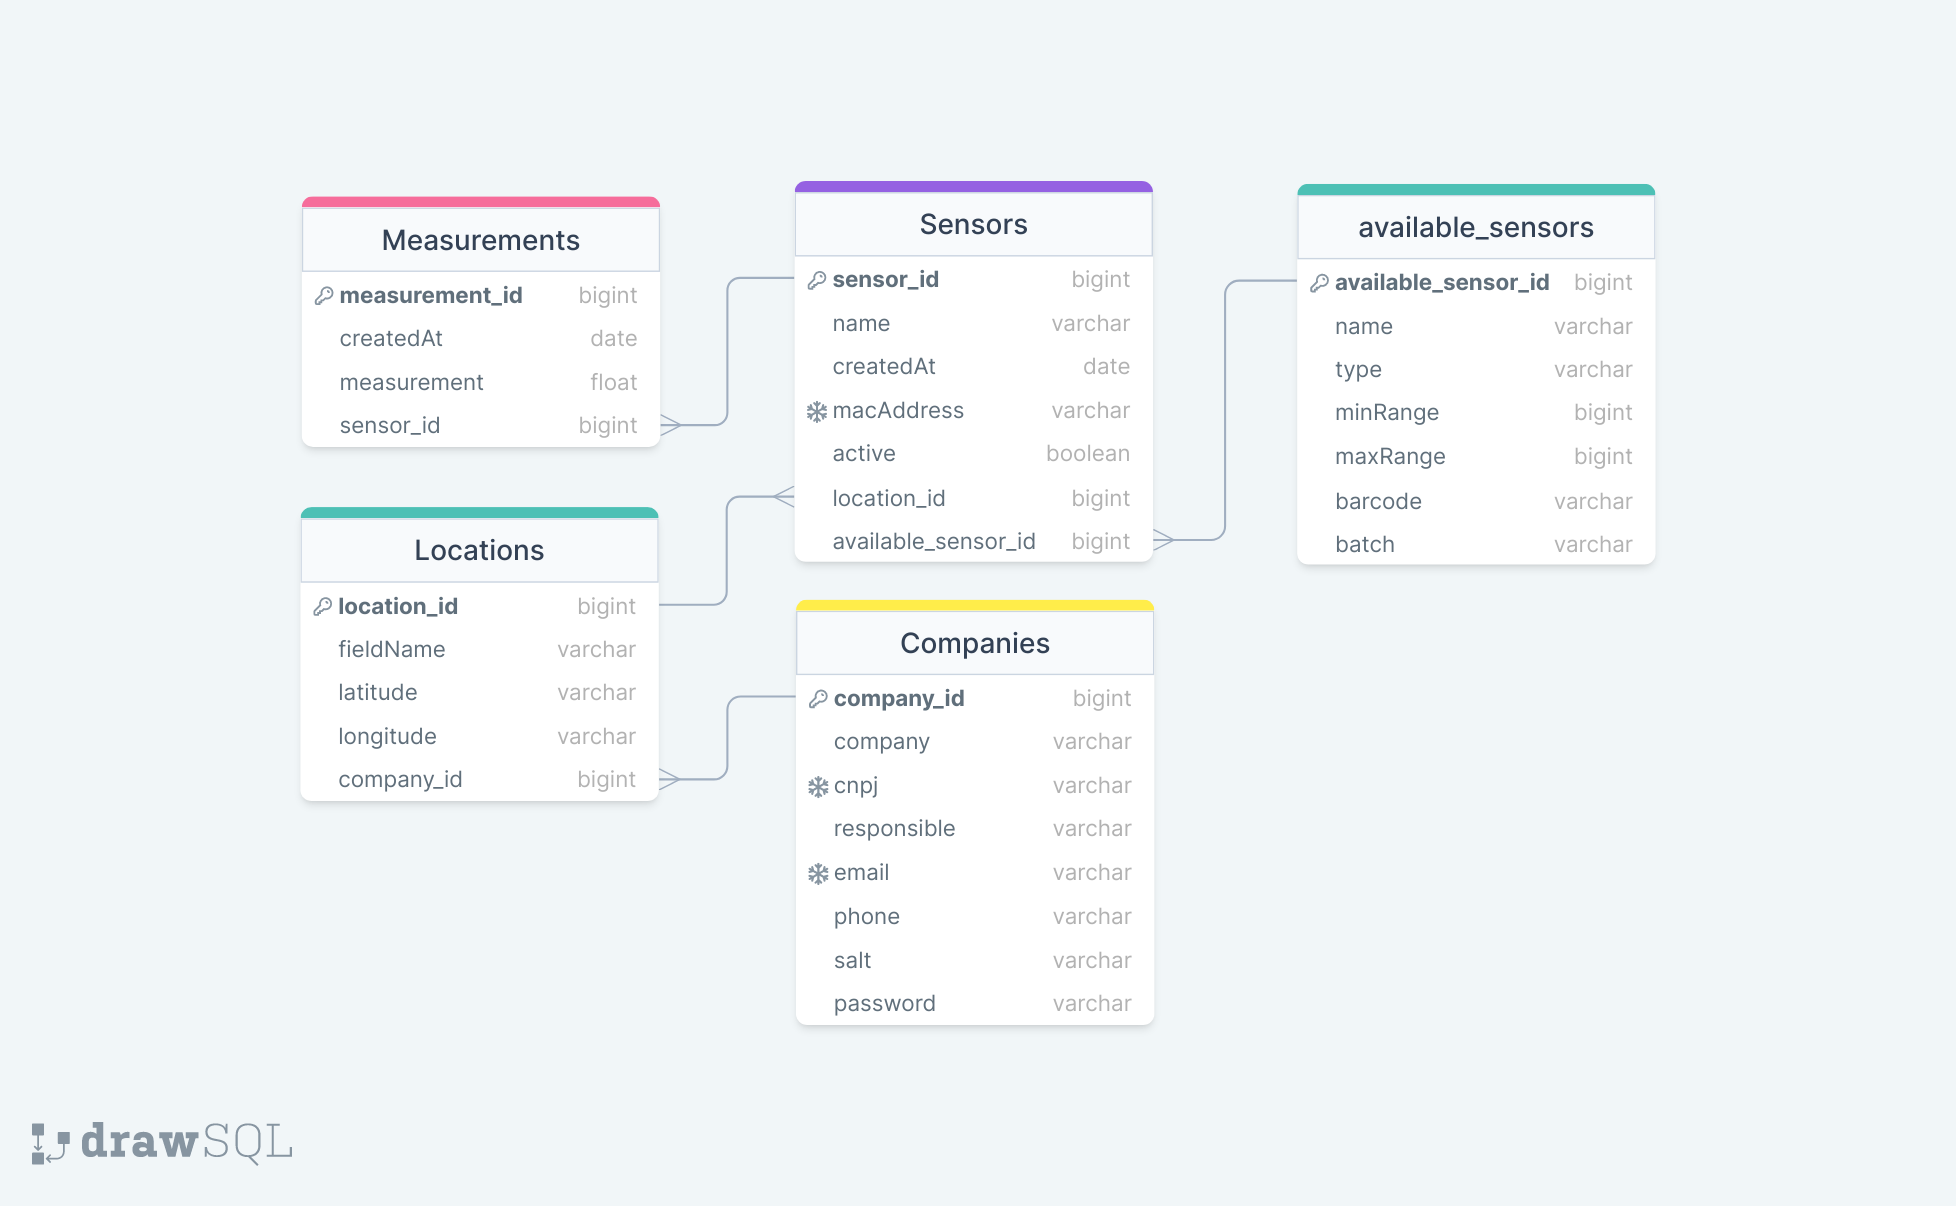 Measurements
measurement_id bigint
createdAt date
measurement float
sensor_id bigint
Sensors
sensor_id bigint
name varchar
createdAt date
macAddress varchar
active boolean
location_id bigint
available_sensor_id bigint
available_sensors
available_sensor_id bigint
name varchar
type varchar
minRange bigint
maxRange bigint
barcode varchar
batch varchar
Locations
location_id bigint
fieldName varchar
latitude varchar
longitude varchar
company_id bigint
Companies
company_id bigint
company varchar
cnpj varchar
responsible varchar
email varchar
phone varchar
salt varchar
password varchar
drawSQL